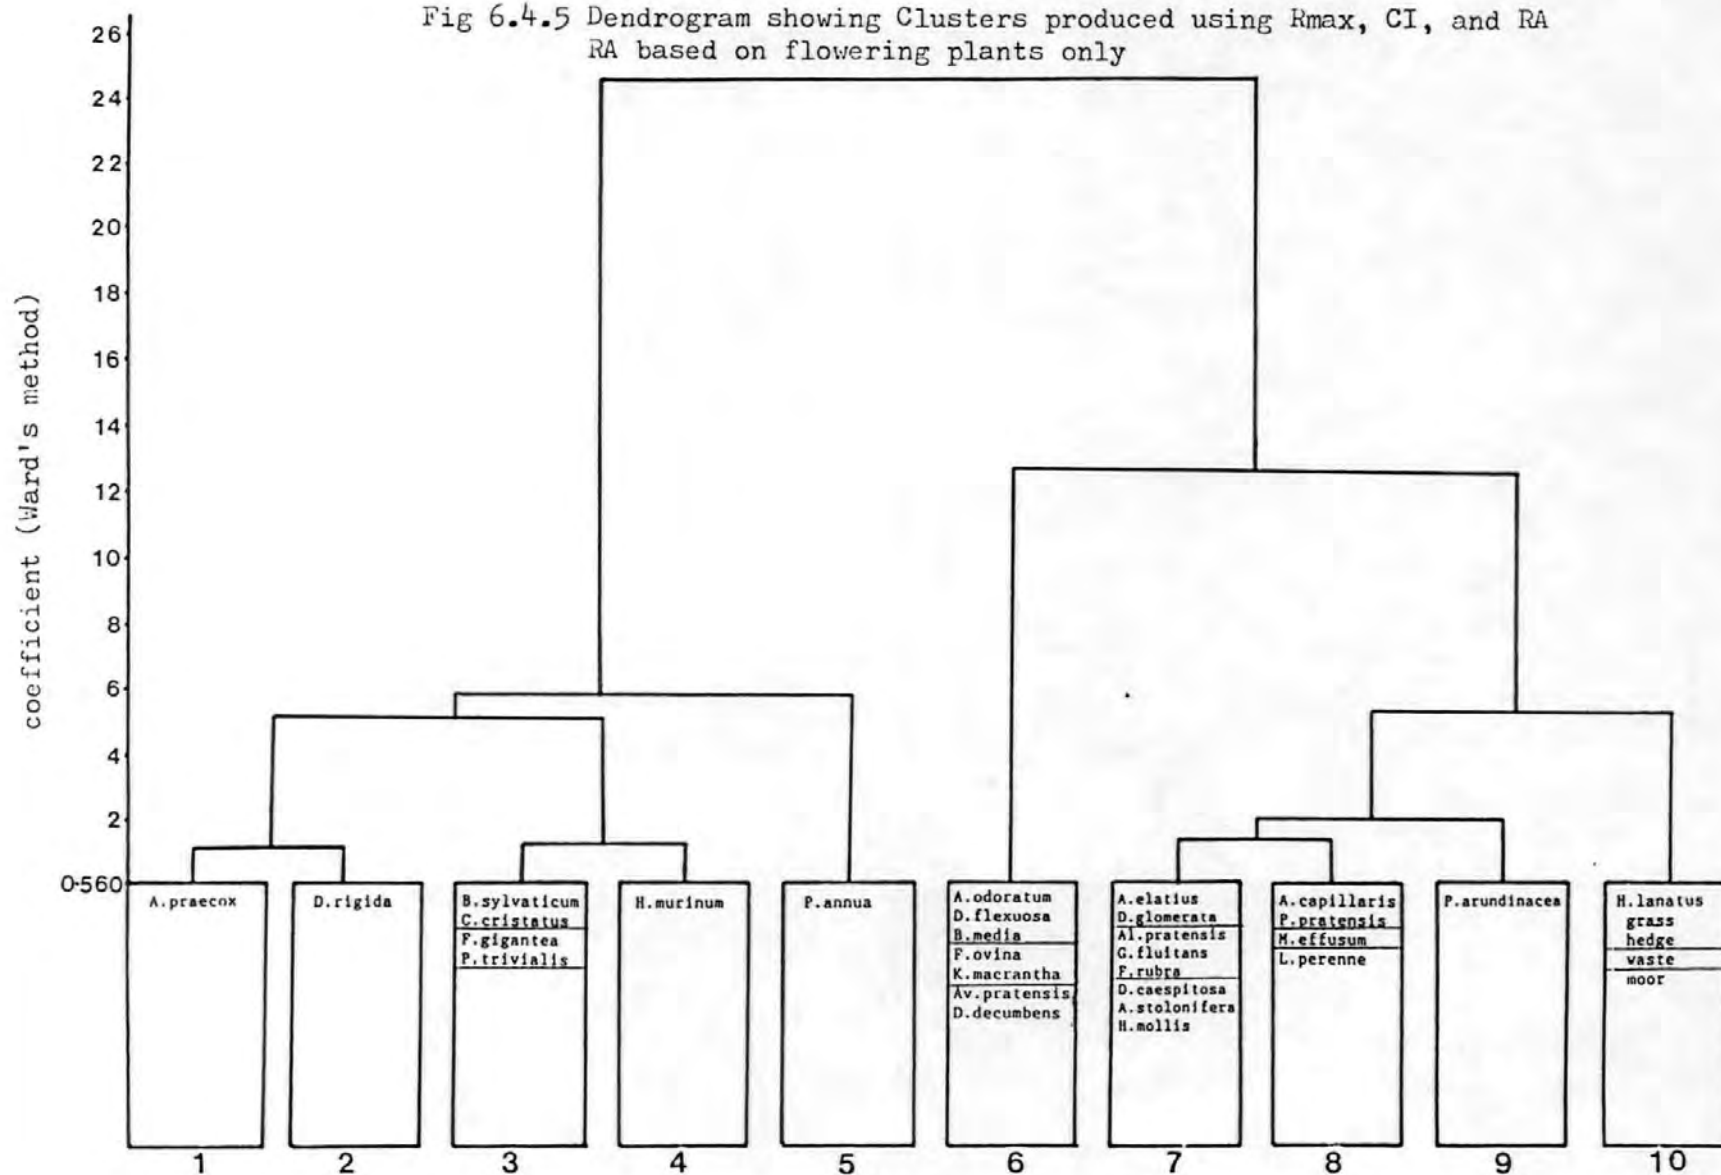 Fig 6.4.5 Dendrogram showing Clusters produced using Rmax, CI, and RA
RA based on flowering plants only
26
24
22
20
18
16
14
12
10
8
6
4
2
0·560
coefficient (Ward's method)
A.praecox
D.rigida
B.sylvaticum
C.cristatus
F.gigantea
P.trivialis
H.murinum
P.annua
A.odoratum
D.flexuosa
B.media
F.ovina
K.macrantha
Av.pratensis
D.decumbens
A.elatius
D.glomerata
Al.pratensis
G.fluitans
F.rubra
D.caespitosa
A.stolonifera
H.mollis
A.capillaris
P.pratensis
M.effusum
L.perenne
P.arundinacea
H.lanatus
grass
hedge
waste
moor
1 2 3 4 5 6 7 8 9 10